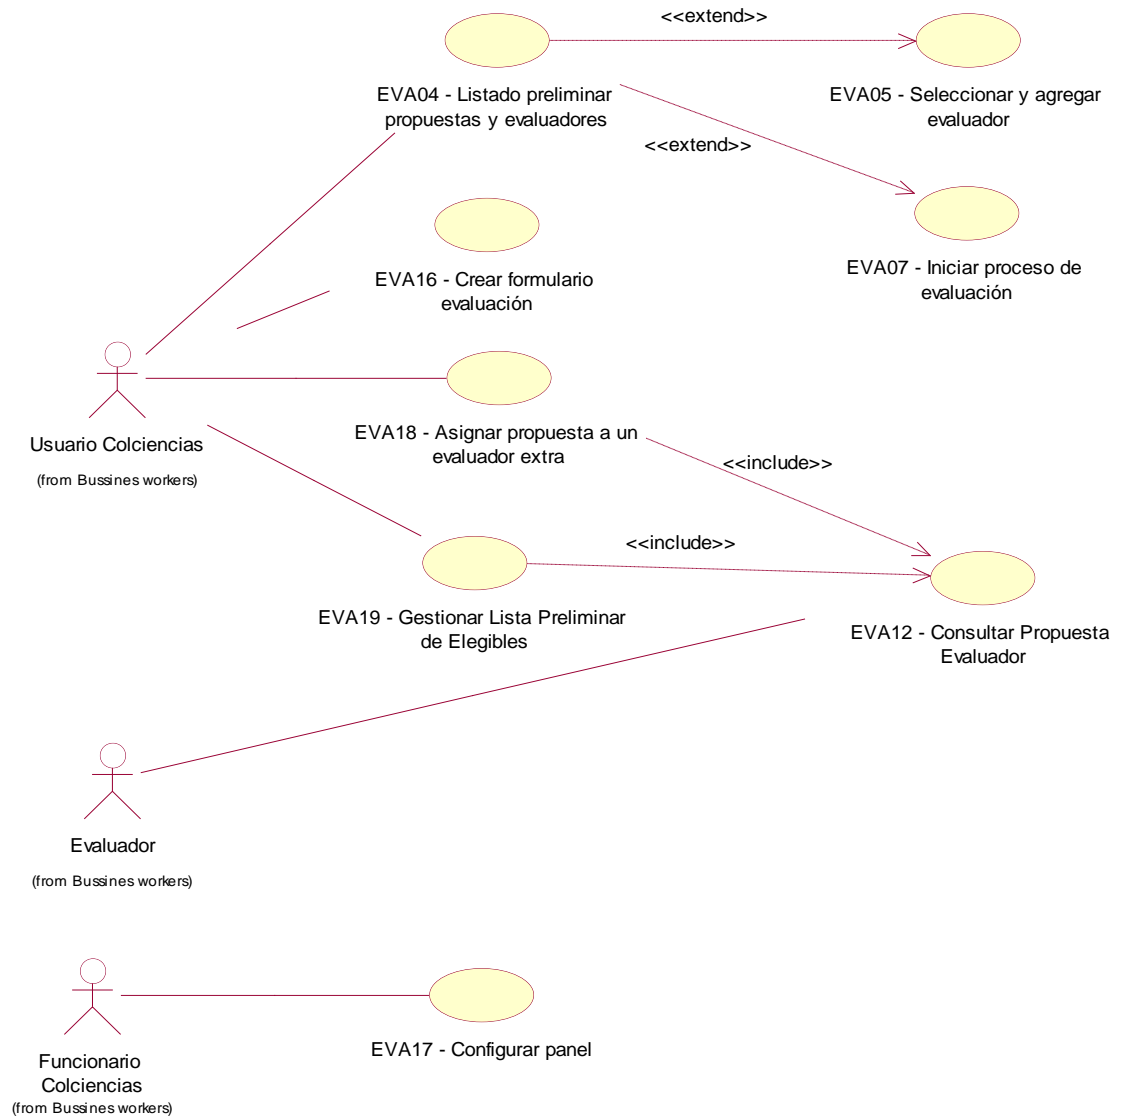 <<extend>>
EVA04 - Listado preliminar
propuestas y evaluadores
EVA05 - Seleccionar y agregar
evaluador
<<extend>>
EVA07 - Iniciar proceso de
evaluación
EVA16 - Crear formulario
evaluación
Usuario Colciencias
(from Bussines workers)
EVA18 - Asignar propuesta a un
evaluador extra
<<include>>
<<include>>
EVA19 - Gestionar Lista Preliminar
de Elegibles
EVA12 - Consultar Propuesta
Evaluador
Evaluador
(from Bussines workers)
Funcionario
Colciencias
(from Bussines workers)
EVA17 - Configurar panel